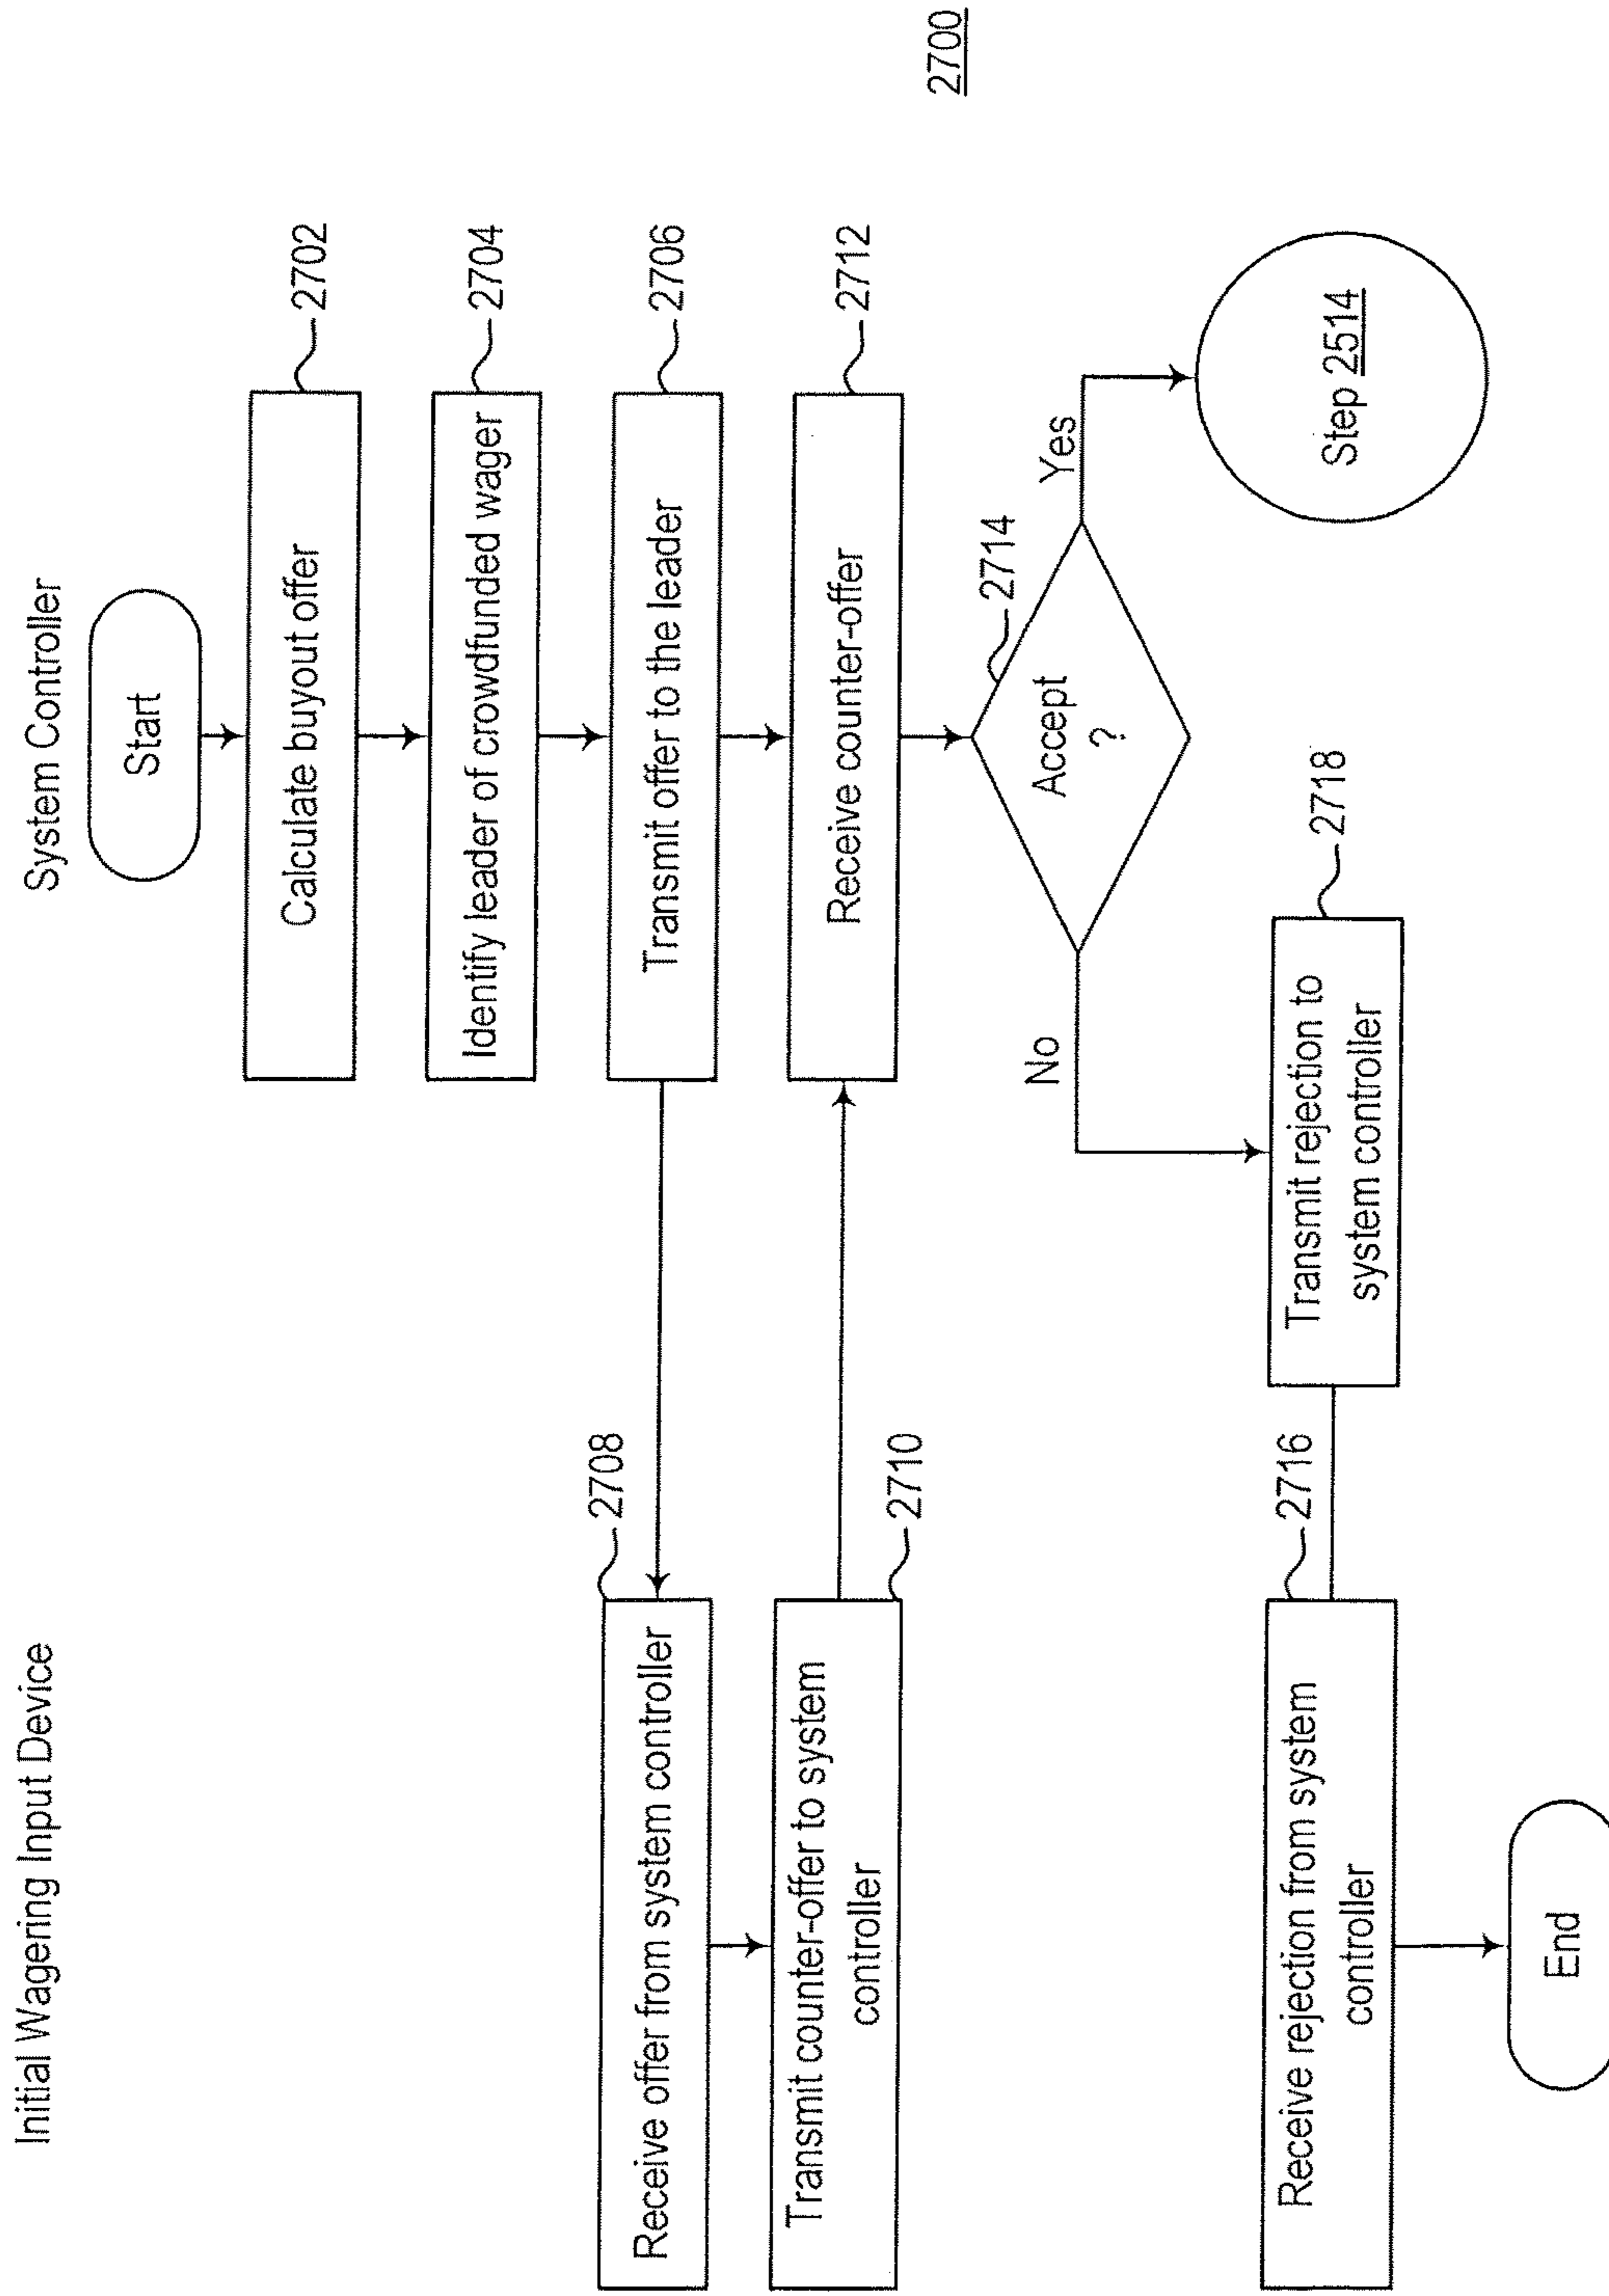 Initial Wagering Input Device
System Controller
Start
Calculate buyout offer
2702
Identify leader of crowdfunded wager
2704
Transmit offer to the leader
2706
2708
Receive offer from system controller
Transmit counter-offer to system
controller
2710
Receive counter-offer
2712
Accept
?
2714
Yes
No
Step 2514
Transmit rejection to
system controller
2718
2716
Receive rejection from system
controller
End
2700